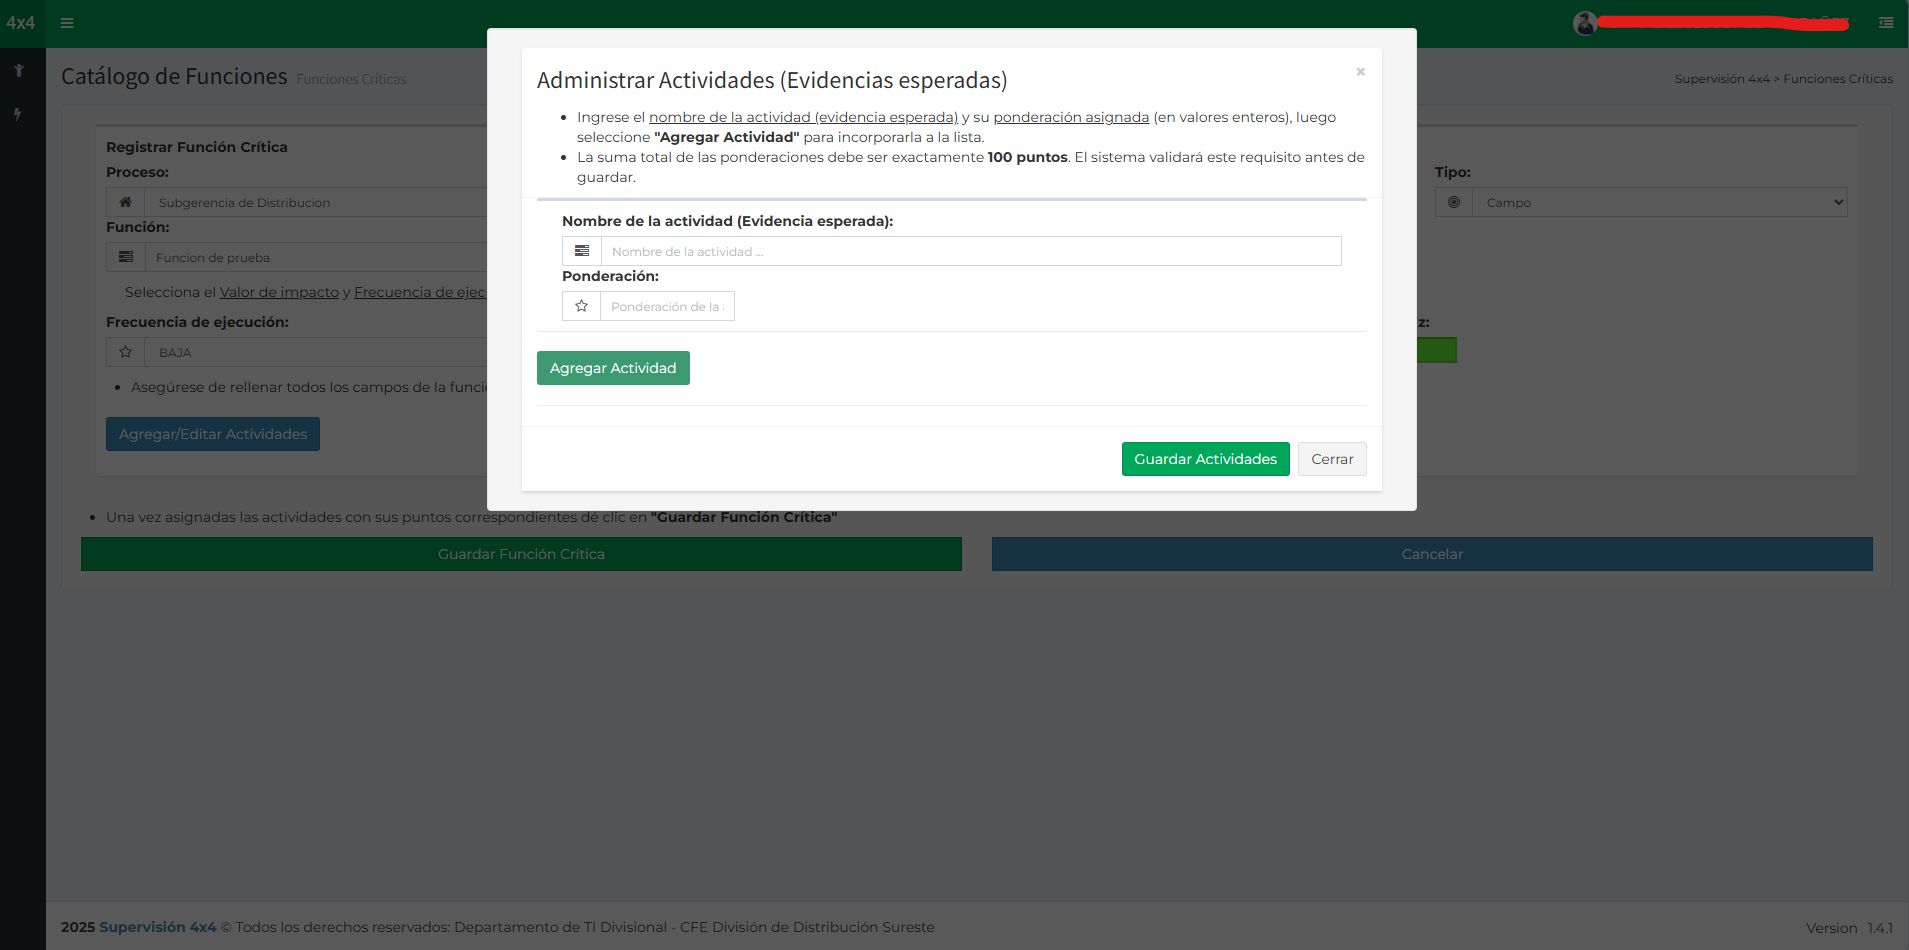 4x4
Catálogo de Funciones Funciones Críticas
Supervisión 4x4 > Funciones Críticas
Registrar Función Crítica
Proceso:
Subgerencia de Distribucion
Función:
Funcion de prueba
Selecciona el Valor de impacto y Frecuencia de ejec
Frecuencia de ejecución:
BAJA
Asegúrese de rellenar todos los campos de la funci
Agregar/Editar Actividades
Tipo:
Campo
z:
Administrar Actividades (Evidencias esperadas)
×
Ingrese el nombre de la actividad (evidencia esperada) y su ponderación asignada (en valores enteros), luego
seleccione "Agregar Actividad" para incorporarla a la lista.
La suma total de las ponderaciones debe ser exactamente 100 puntos. El sistema validará este requisito antes de
guardar.
Nombre de la actividad (Evidencia esperada):
Nombre de la actividad ...
Ponderación:
Ponderación de la
Agregar Actividad
Guardar Actividades
Cerrar
Una vez asignadas las actividades con sus puntos correspondientes dé clic en "Guardar Función Crítica"
Guardar Función Crítica
Cancelar
2025 Supervisión 4x4 © Todos los derechos reservados: Departamento de TI Divisional - CFE División de Distribución Sureste
Version 1.4.1